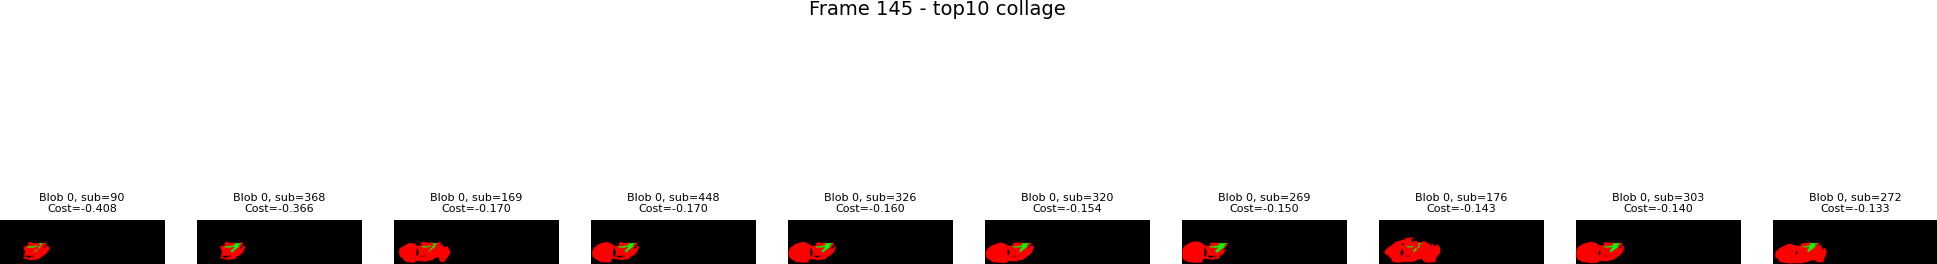 Frame 145 - top10 collage
Blob 0, sub=90
Cost=-0.408
Blob 0, sub=368
Cost=-0.366
Blob 0, sub=169
Cost=-0.170
Blob 0, sub=448
Cost=-0.170
Blob 0, sub=326
Cost=-0.160
Blob 0, sub=320
Cost=-0.154
Blob 0, sub=269
Cost=-0.150
Blob 0, sub=176
Cost=-0.143
Blob 0, sub=303
Cost=-0.140
Blob 0, sub=272
Cost=-0.133